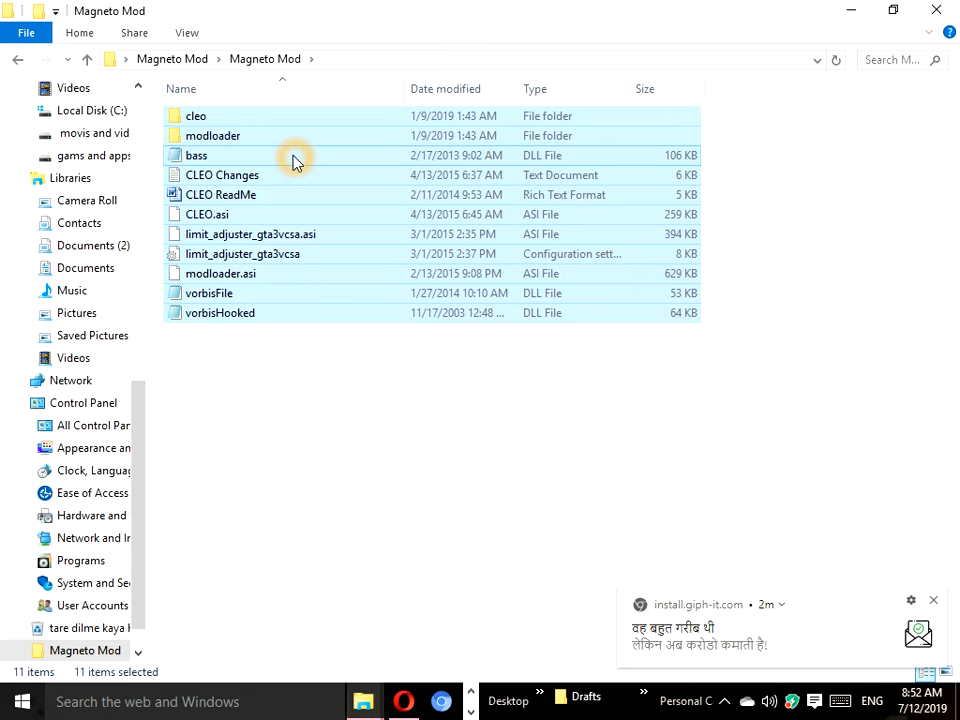 Magneto Mod
File
Home
Share
View
Magneto Mod
Magneto Mod
Search M...
Name
Date modified
Type
Size
cleo
1/9/2019 1:43 AM
File folder
modloader
1/9/2019 1:43 AM
File folder
bass
2/17/2013 9:02 AM
DLL File
106 KB
CLEO Changes
4/13/2015 6:37 AM
Text Document
9 KB
CLEO ReadMe
2/11/2014 9:53 AM
Rich Text Format
5 KB
CLEO.asi
4/13/2015 6:45 AM
ASI File
259 KB
limit_adjuster_gta3vcsa.asi
3/1/2015 2:35 PM
ASI File
394 KB
limit_adjuster_gta3vcsa
3/1/2015 2:37 PM
Configuration sett...
8 KB
modloader.asi
2/13/2015 9:08 PM
ASI File
629 KB
vorbisFile
1/27/2014 10:10 AM
DLL File
53 KB
vorbisHooked
11/17/2003 12:48 ...
DLL File
64 KB
Videos
Local Disk (C:)
movis and vid
gams and apps
Libraries
Camera Roll
Contacts
Documents (2)
Documents
Music
Pictures
Saved Pictures
Videos
Network
Control Panel
All Control Par
Appearance an
Clock, Languag
Ease of Access
Hardware and
Network and Ir
Programs
System and Sec
User Accounts
tare dilme kaya
Magneto Mod
11 items
11 items selected
install.giph-it.com • 2m
वह बहुत गरीब थी
लेकिन अब करोडो कमाती है!
Search the web and Windows
Desktop
Drafts
Personal C
ENG
8:52 AM
7/12/2019